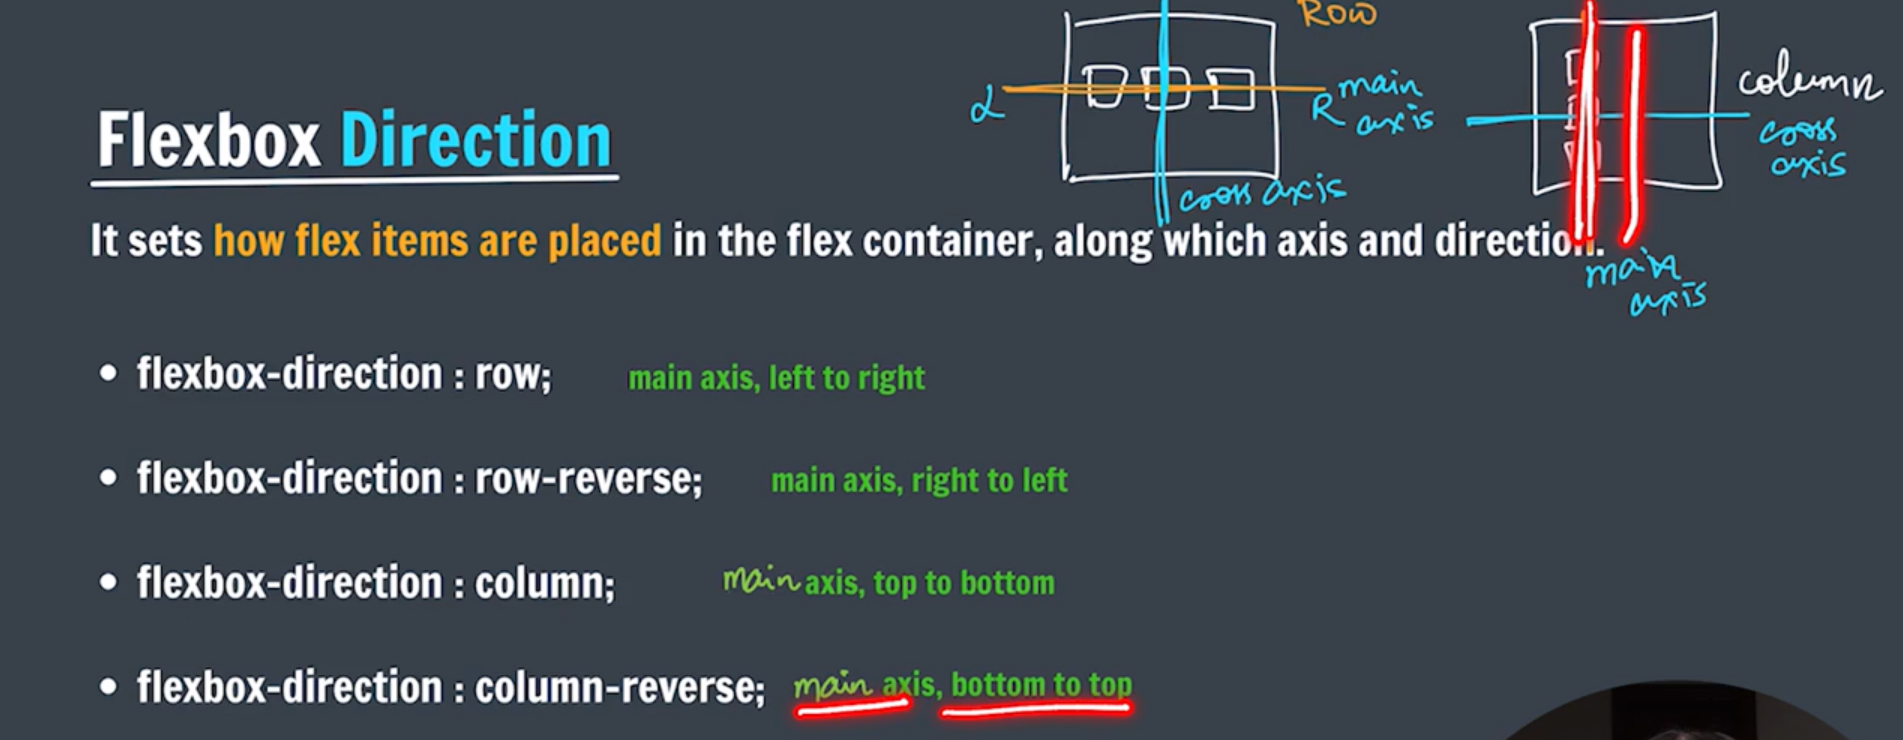 Row
α
R main
axis
cross axis
column
cross
axis
main
axis
Flexbox Direction
It sets how flex items are placed in the flex container, along which axis and direction.
• flexbox-direction : row; main axis, left to right
• flexbox-direction : row-reverse; main axis, right to left
• flexbox-direction : column; main axis, top to bottom
• flexbox-direction : column-reverse; main axis, bottom to top